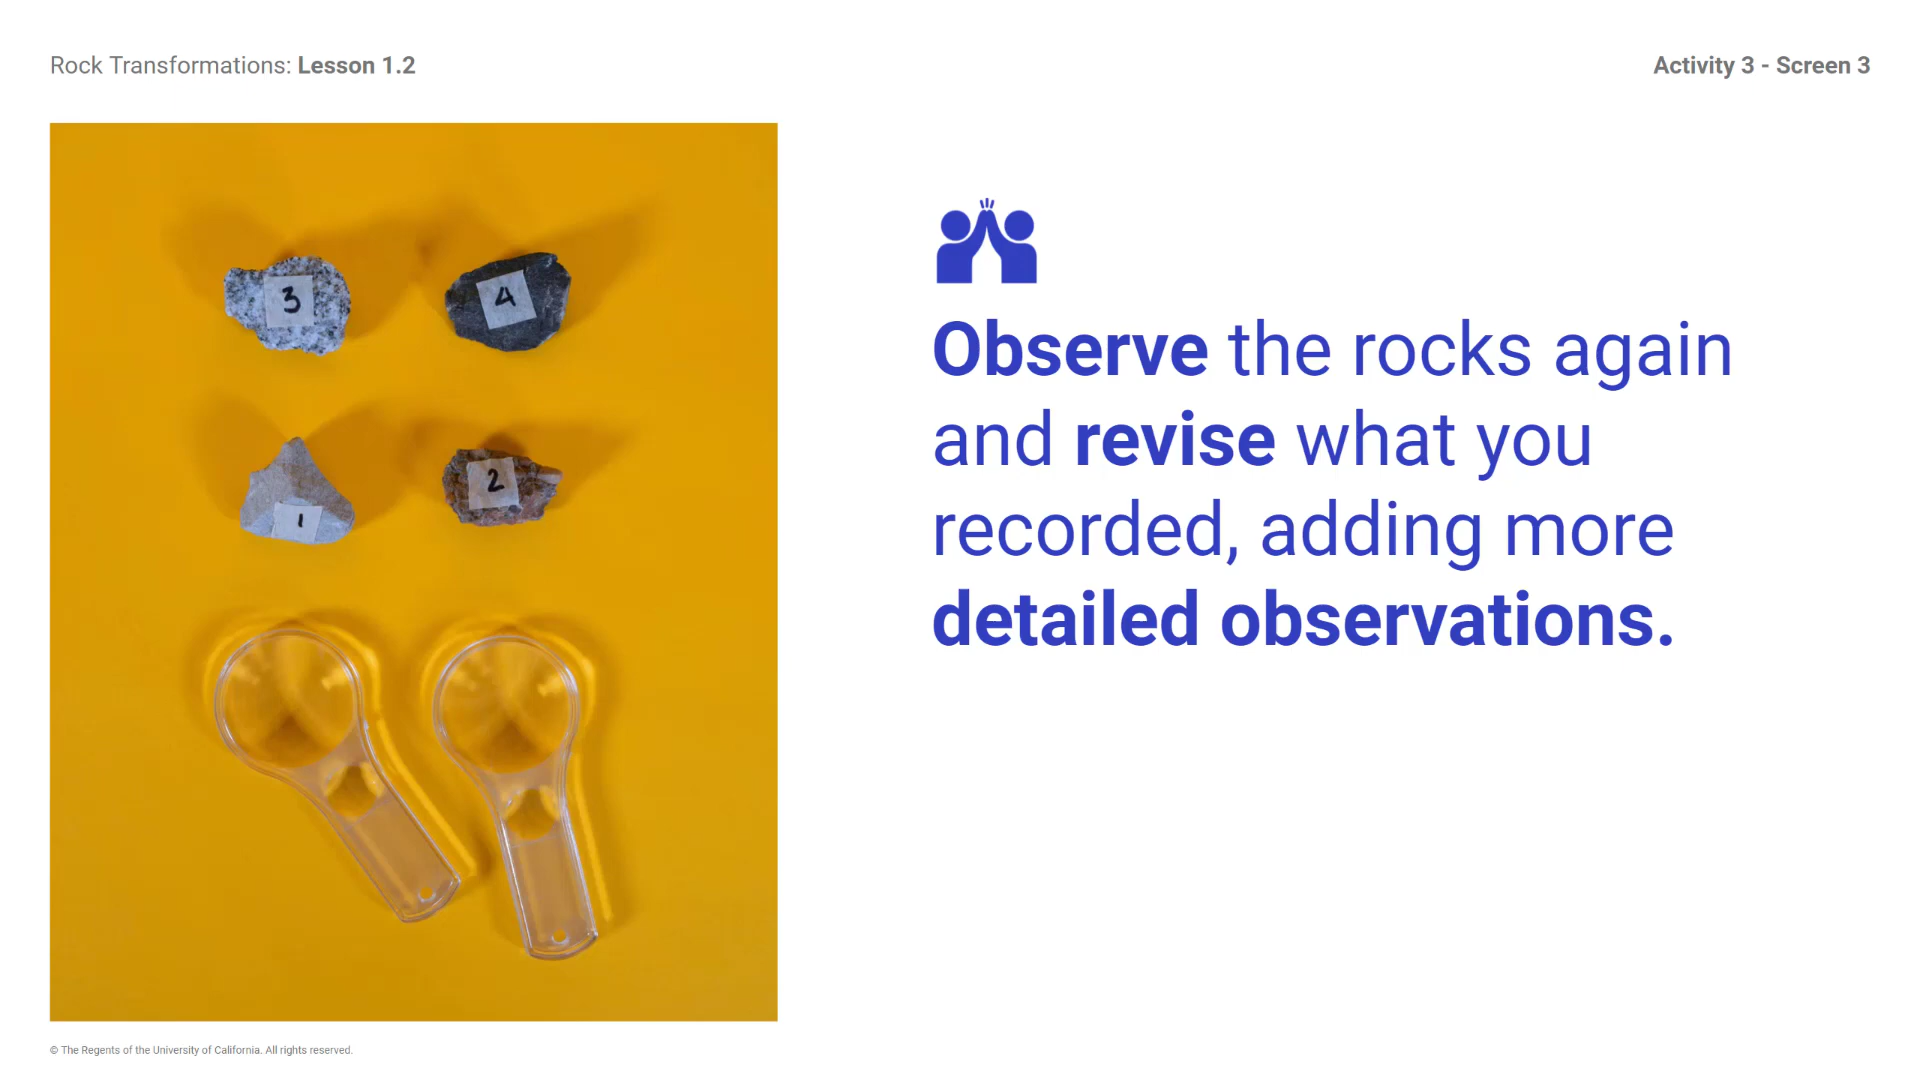 Rock Transformations: Lesson 1.2
Activity 3 - Screen 3
3
4
1
2
Observe the rocks again
and revise what you
recorded, adding more
detailed observations.
© The Regents of the University of California. All rights reserved.